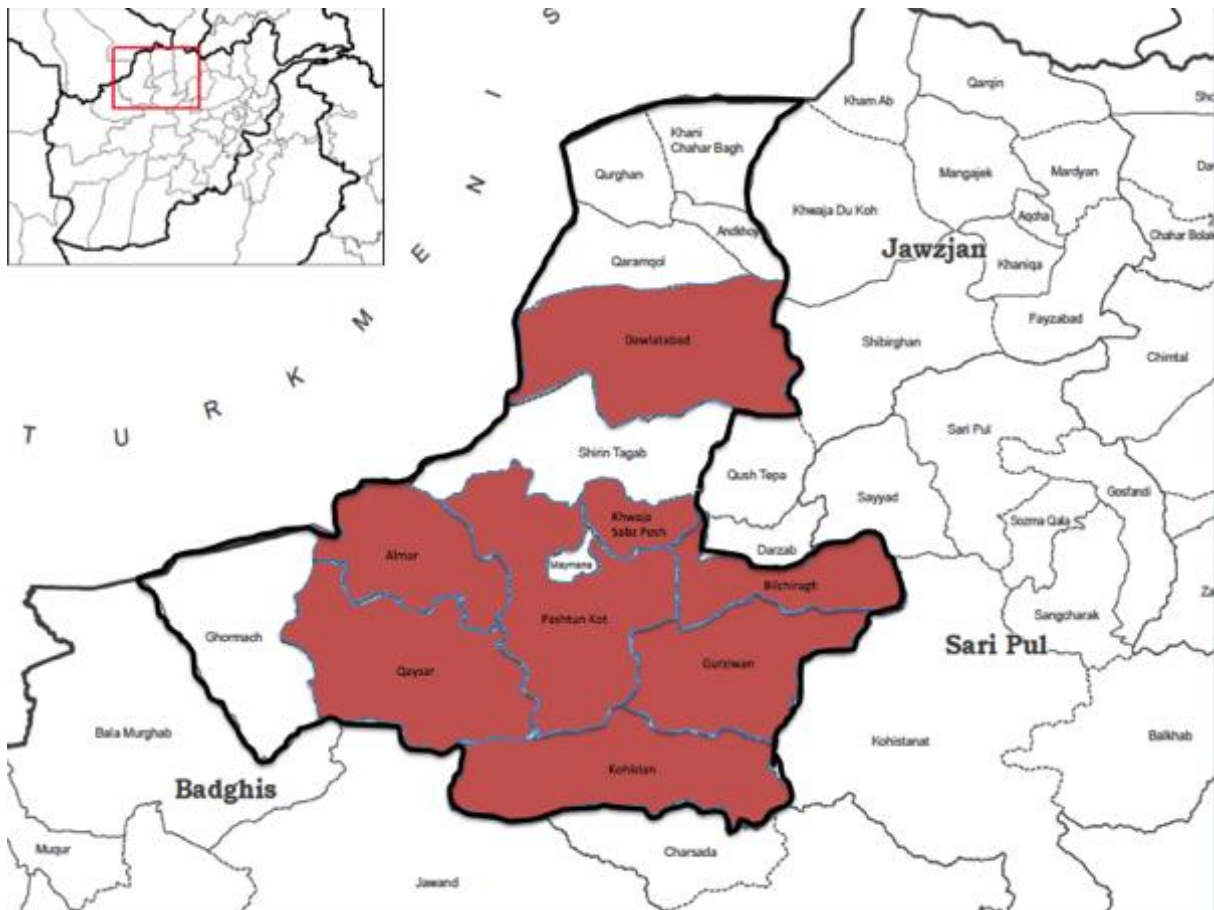 T U R K M E N I S
Kham Ab
Qarqin
Sho
Khani
Chahar Bagh
Qurghan
Mangajek
Mardyan
Da
Khwaja Du Koh
Aqcha
Andkhoy
Chahar Bolak
Jawzjan
Qaramqol
Khaniqa
Fayzabad
Dawlatabad
Shibirghan
Chimtal
Shirin Tagab
Sari Pul
Qush Tepa
Sayyad
Gosfandi
Khwaja
Sabz Posh
Sozma Qala
Almar
Darzab
Maymana
Bilchiragh
Za
Pashtun Kot
Sangcharak
Ghormach
Sari Pul
Qaysar
Gurziwan
Bala Murghab
Kohistanat
Balkhab
Kohistan
Badghis
Muqur
Charsada
Jawand